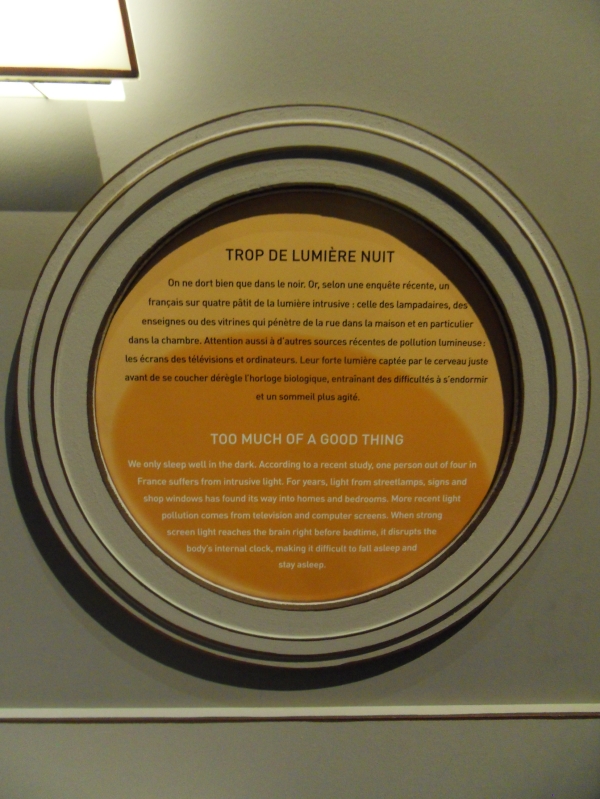 TROP DE LUMIÈRE NUIT
On ne dort bien que dans le noir. Or, selon une enquête récente, un
français sur quatre pâtit de la lumière intrusive : celle des lampadaires, des
enseignes ou des vitrines qui pénètre de la rue dans la maison et en particulier
dans la chambre. Attention aussi à d'autres sources récentes de pollution lumineuse :
les écrans des télévisions et ordinateurs. Leur forte lumière captée par le cerveau juste
avant de se coucher dérègle l'horloge biologique, entraînant des difficultés à s'endormir
et un sommeil plus agité.
TOO MUCH OF A GOOD THING
We only sleep well in the dark. According to a recent study, one person out of four in
France suffers from intrusive light. For years, light from streetlamps, signs and
shop windows has found its way into homes and bedrooms. More recent light
pollution comes from television and computer screens. When strong
screen light reaches the brain right before bedtime, it disrupts the
body's internal clock, making it difficult to fall asleep and
stay asleep.